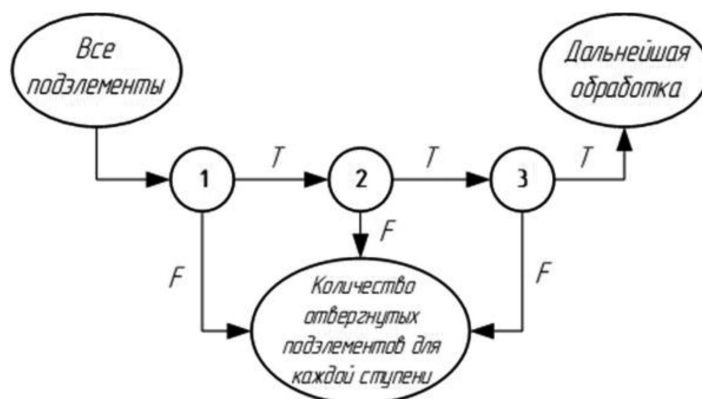 Все
подэлементы
Дальнейшая
обработка
T
T
T
1
2
3
F
F
F
Количество
отвергнутых
подэлементов для
каждой ступени